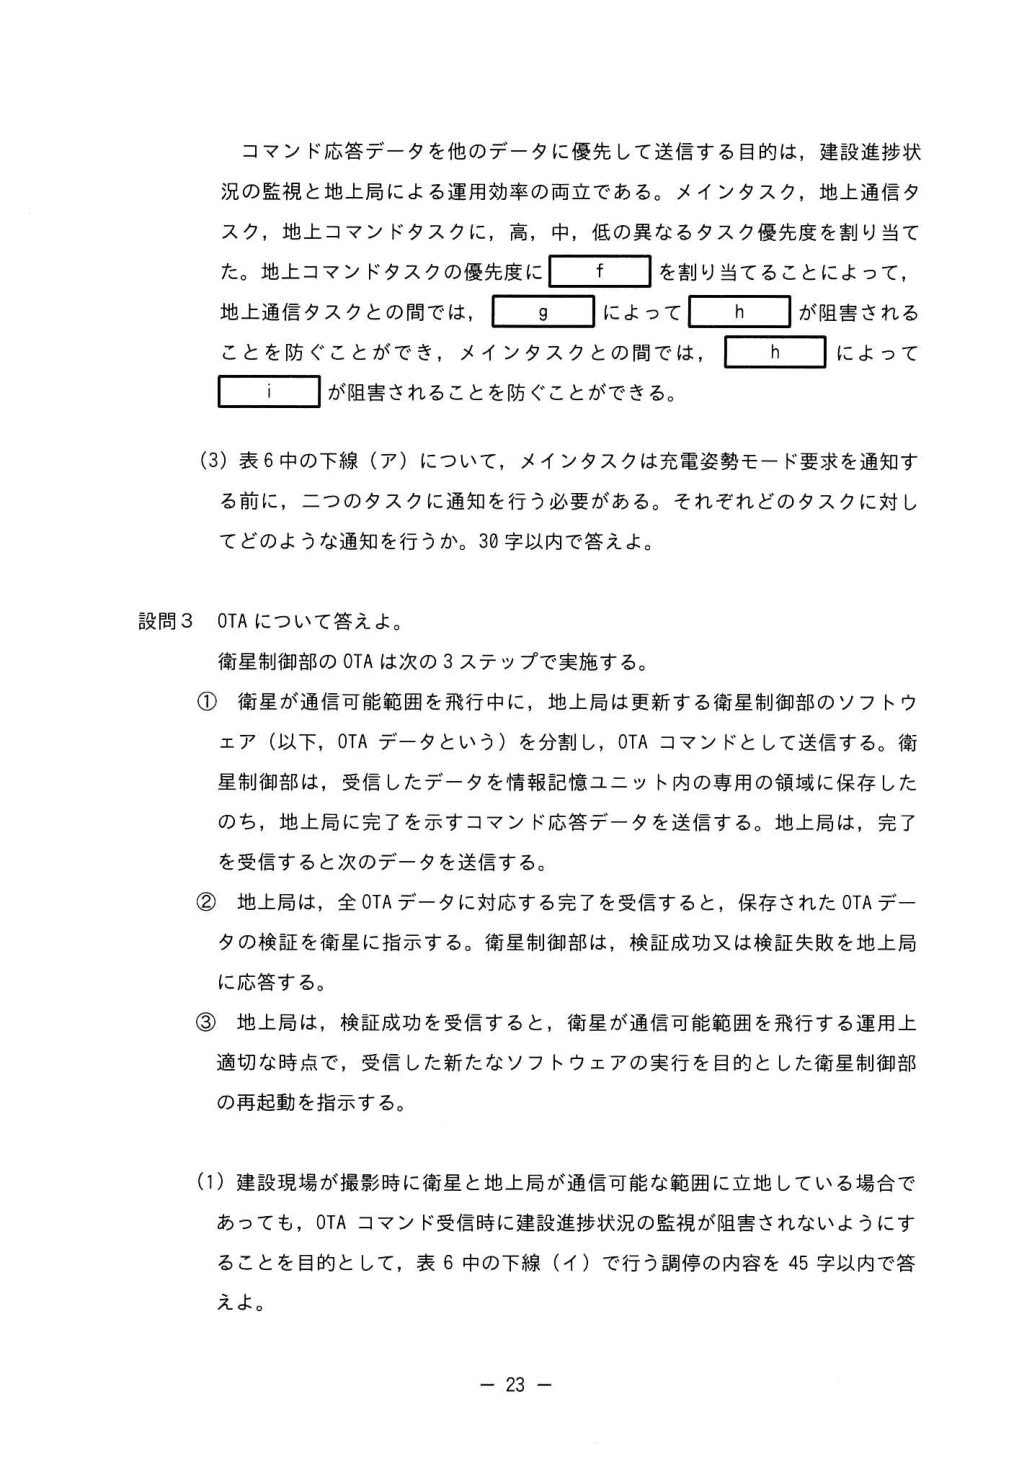 コマンド応答データを他のデータに優先して送信する目的は，建設進捗状
況の監視と地上局による運用効率の両立である。メインタスク，地上通信タ
スク，地上コマンドタスクに，高，中，低の異なるタスク優先度を割り当て
た。地上コマンドタスクの優先度に f を割り当てることによって，
地上通信タスクとの間では， g によって h が阻害される
ことを防ぐことができ，メインタスクとの間では， h によって
i が阻害されることを防ぐことができる。
(3) 表6中の下線（ア）について，メインタスクは充電姿勢モード要求を通知す
る前に，二つのタスクに通知を行う必要がある。それぞれどのタスクに対し
てどのような通知を行うか。30字以内で答えよ。
設問3 OTAについて答えよ。
衛星制御部のOTAは次の3ステップで実施する。
① 衛星が通信可能範囲を飛行中に，地上局は更新する衛星制御部のソフトウ
ェア（以下，OTA データという）を分割し，OTA コマンドとして送信する。衛
星制御部は，受信したデータを情報記憶ユニット内の専用の領域に保存した
のち，地上局に完了を示すコマンド応答データを送信する。地上局は，完了
を受信すると次のデータを送信する。
② 地上局は，全OTAデータに対応する完了を受信すると，保存されたOTAデー
タの検証を衛星に指示する。衛星制御部は，検証成功又は検証失敗を地上局
に応答する。
③ 地上局は，検証成功を受信すると，衛星が通信可能範囲を飛行する運用上
適切な時点で，受信した新たなソフトウェアの実行を目的とした衛星制御部
の再起動を指示する。
(1) 建設現場が撮影時に衛星と地上局が通信可能な範囲に立地している場合で
あっても，OTA コマンド受信時に建設進捗状況の監視が阻害されないようにす
ることを目的として，表 6 中の下線（イ）で行う調停の内容を 45 字以内で答
えよ。
－ 23 －